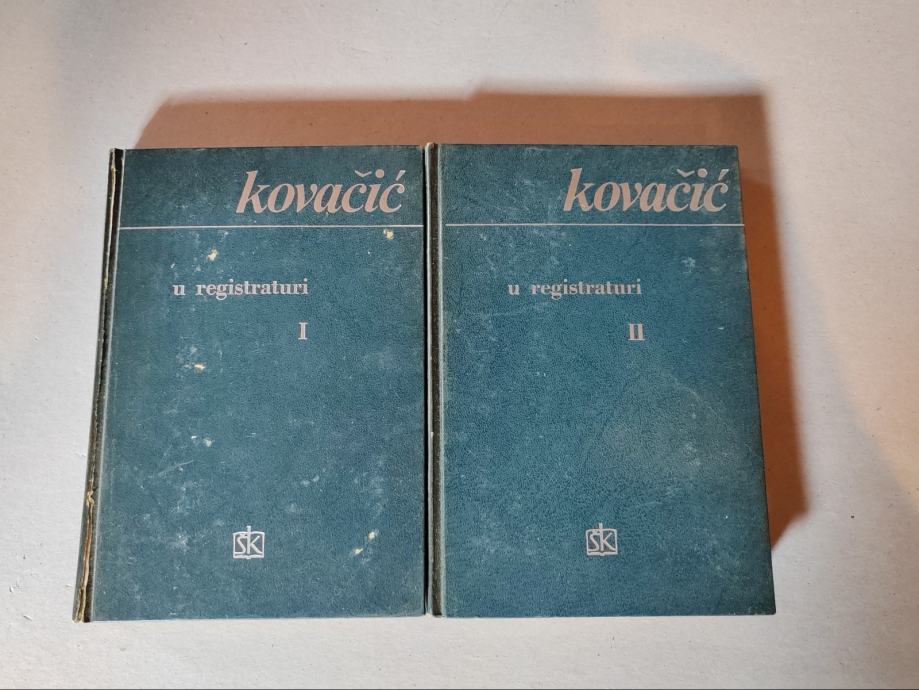 kovačić
u registraturi
I
ŠK
kovačić
u registraturi
II
ŠK